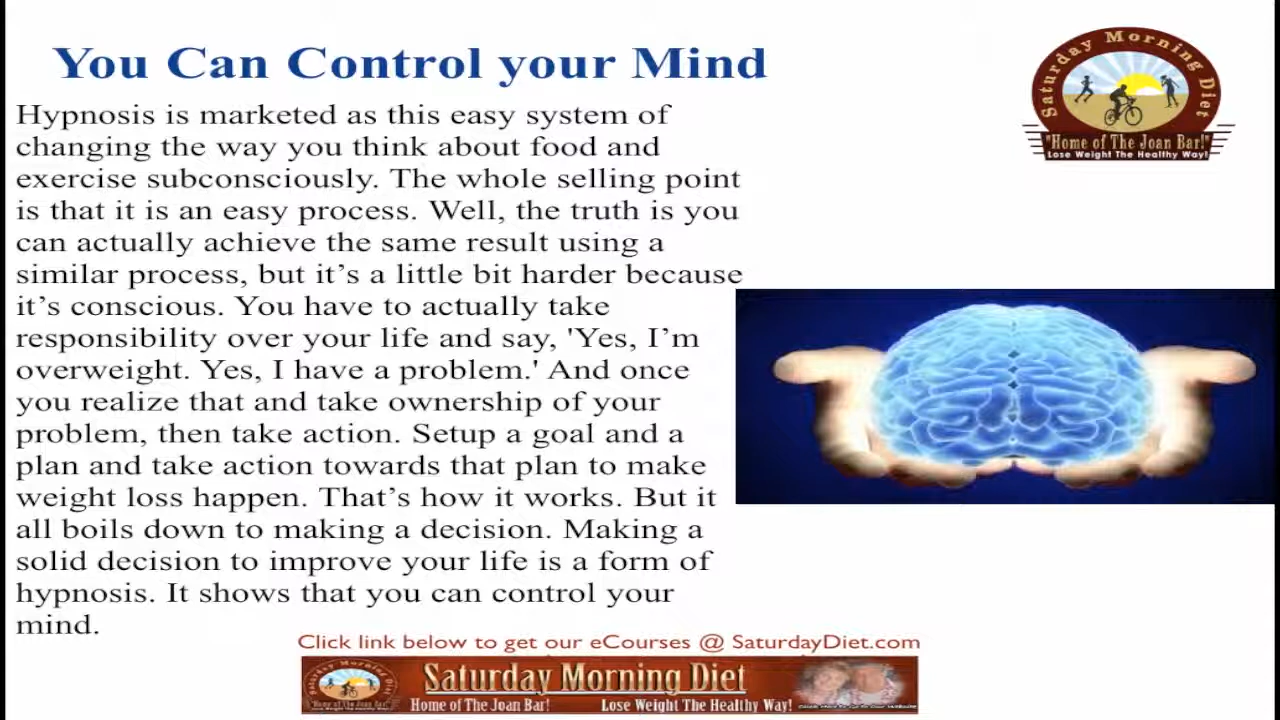 You Can Control your Mind
Hypnosis is marketed as this easy system of
changing the way you think about food and
exercise subconsciously. The whole selling point
is that it is an easy process. Well, the truth is you
can actually achieve the same result using a
similar process, but it’s a little bit harder because
it’s conscious. You have to actually take
responsibility over your life and say, 'Yes, I’m
overweight. Yes, I have a problem.' And once
you realize that and take ownership of your
problem, then take action. Setup a goal and a
plan and take action towards that plan to make
weight loss happen. That’s how it works. But it
all boils down to making a decision. Making a
solid decision to improve your life is a form of
hypnosis. It shows that you can control your
mind.
Saturday Morning Diet
"Home of The Joan Bar!"
Lose Weight The Healthy Way!
Click link below to get our eCourses @ SaturdayDiet.com
Saturday Morning Diet
Home of The Joan Bar!
Lose Weight The Healthy Way!